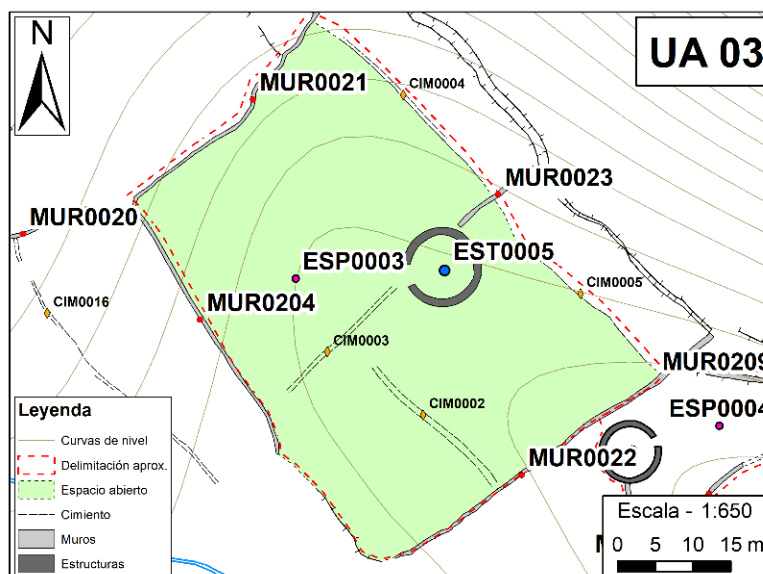 N
UA 03
MUR0021
CIM0004
MUR0023
MUR0020
ESP0003
EST0005
CIM0016
MUR0204
CIM0005
CIM0003
MUR0209
CIM0002
ESP0004
MUR0022
Leyenda
Curvas de nivel
Delimitación aprox.
Espacio abierto
Cimiento
Muros
Estructuras
Escala - 1:650
0 5 10 15 m